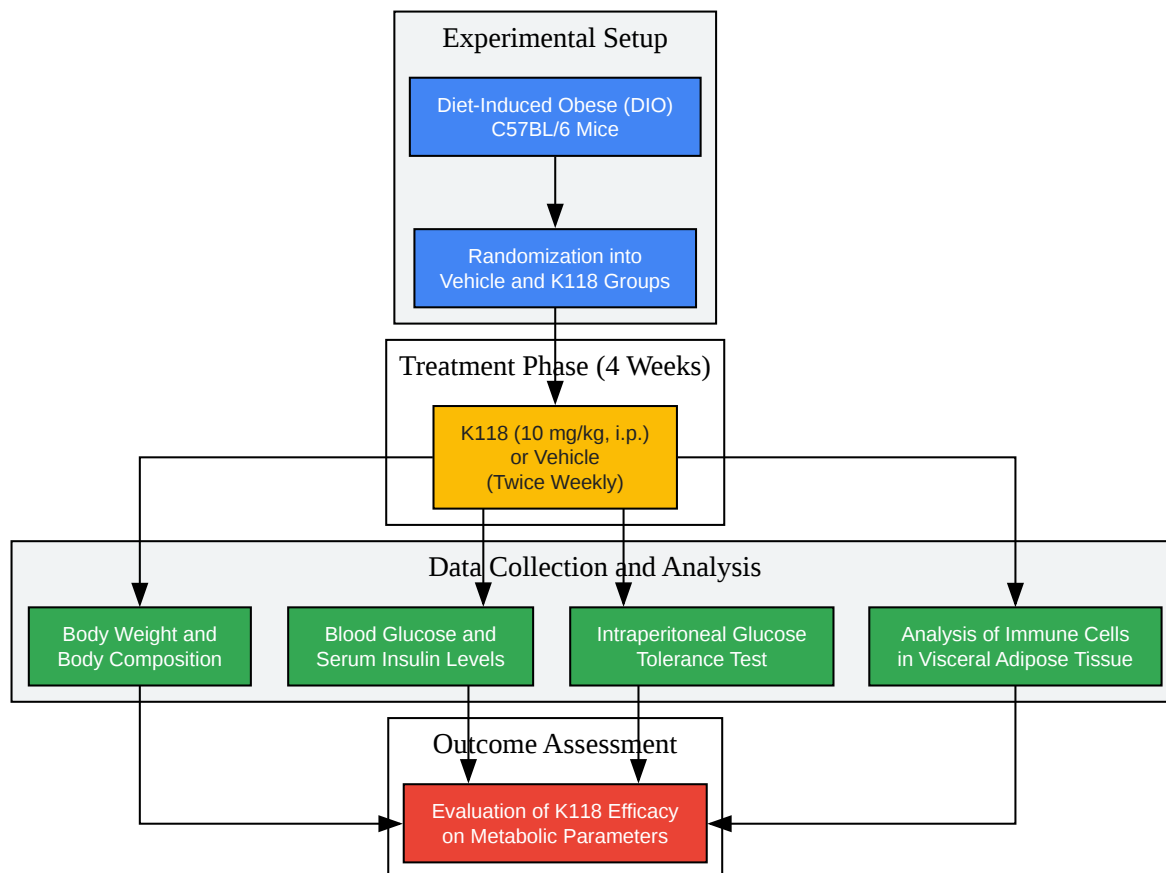 Experimental Setup
Diet-Induced Obese (DIO)
C57BL/6 Mice
Randomization into
Vehicle and K118 Groups
Treatment Phase (4 Weeks)
K118 (10 mg/kg, i.p.)
or Vehicle
(Twice Weekly)
Data Collection and Analysis
Body Weight and
Body Composition
Blood Glucose and
Serum Insulin Levels
Intraperitoneal Glucose
Tolerance Test
Analysis of Immune Cells
in Visceral Adipose Tissue
Outcome Assessment
Evaluation of K118 Efficacy
on Metabolic Parameters